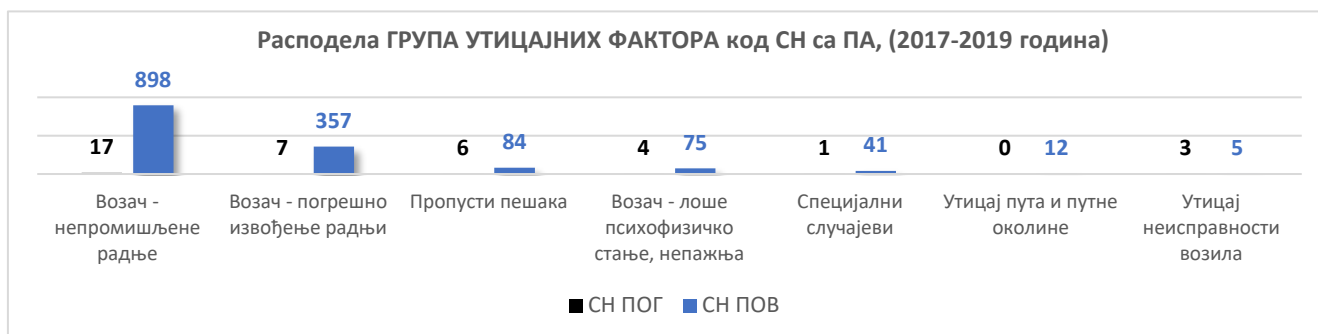 Расподела ГРУПА УТИЦАЈНИХ ФАКТОРА код СН са ПА, (2017-2019 година)
898
17
357
7
84
6
75
4
41
1
0
12
3
5
Возач -
непромишљене
радње
Возач - погрешно
извођење радњи
Пропусти пешака
Возач - лоше
психофизичко
стање, непажња
Специјални
случајеви
Утицај пута и путне
околине
Утицај
неисправности
возила
СН ПОГ
СН ПОВ